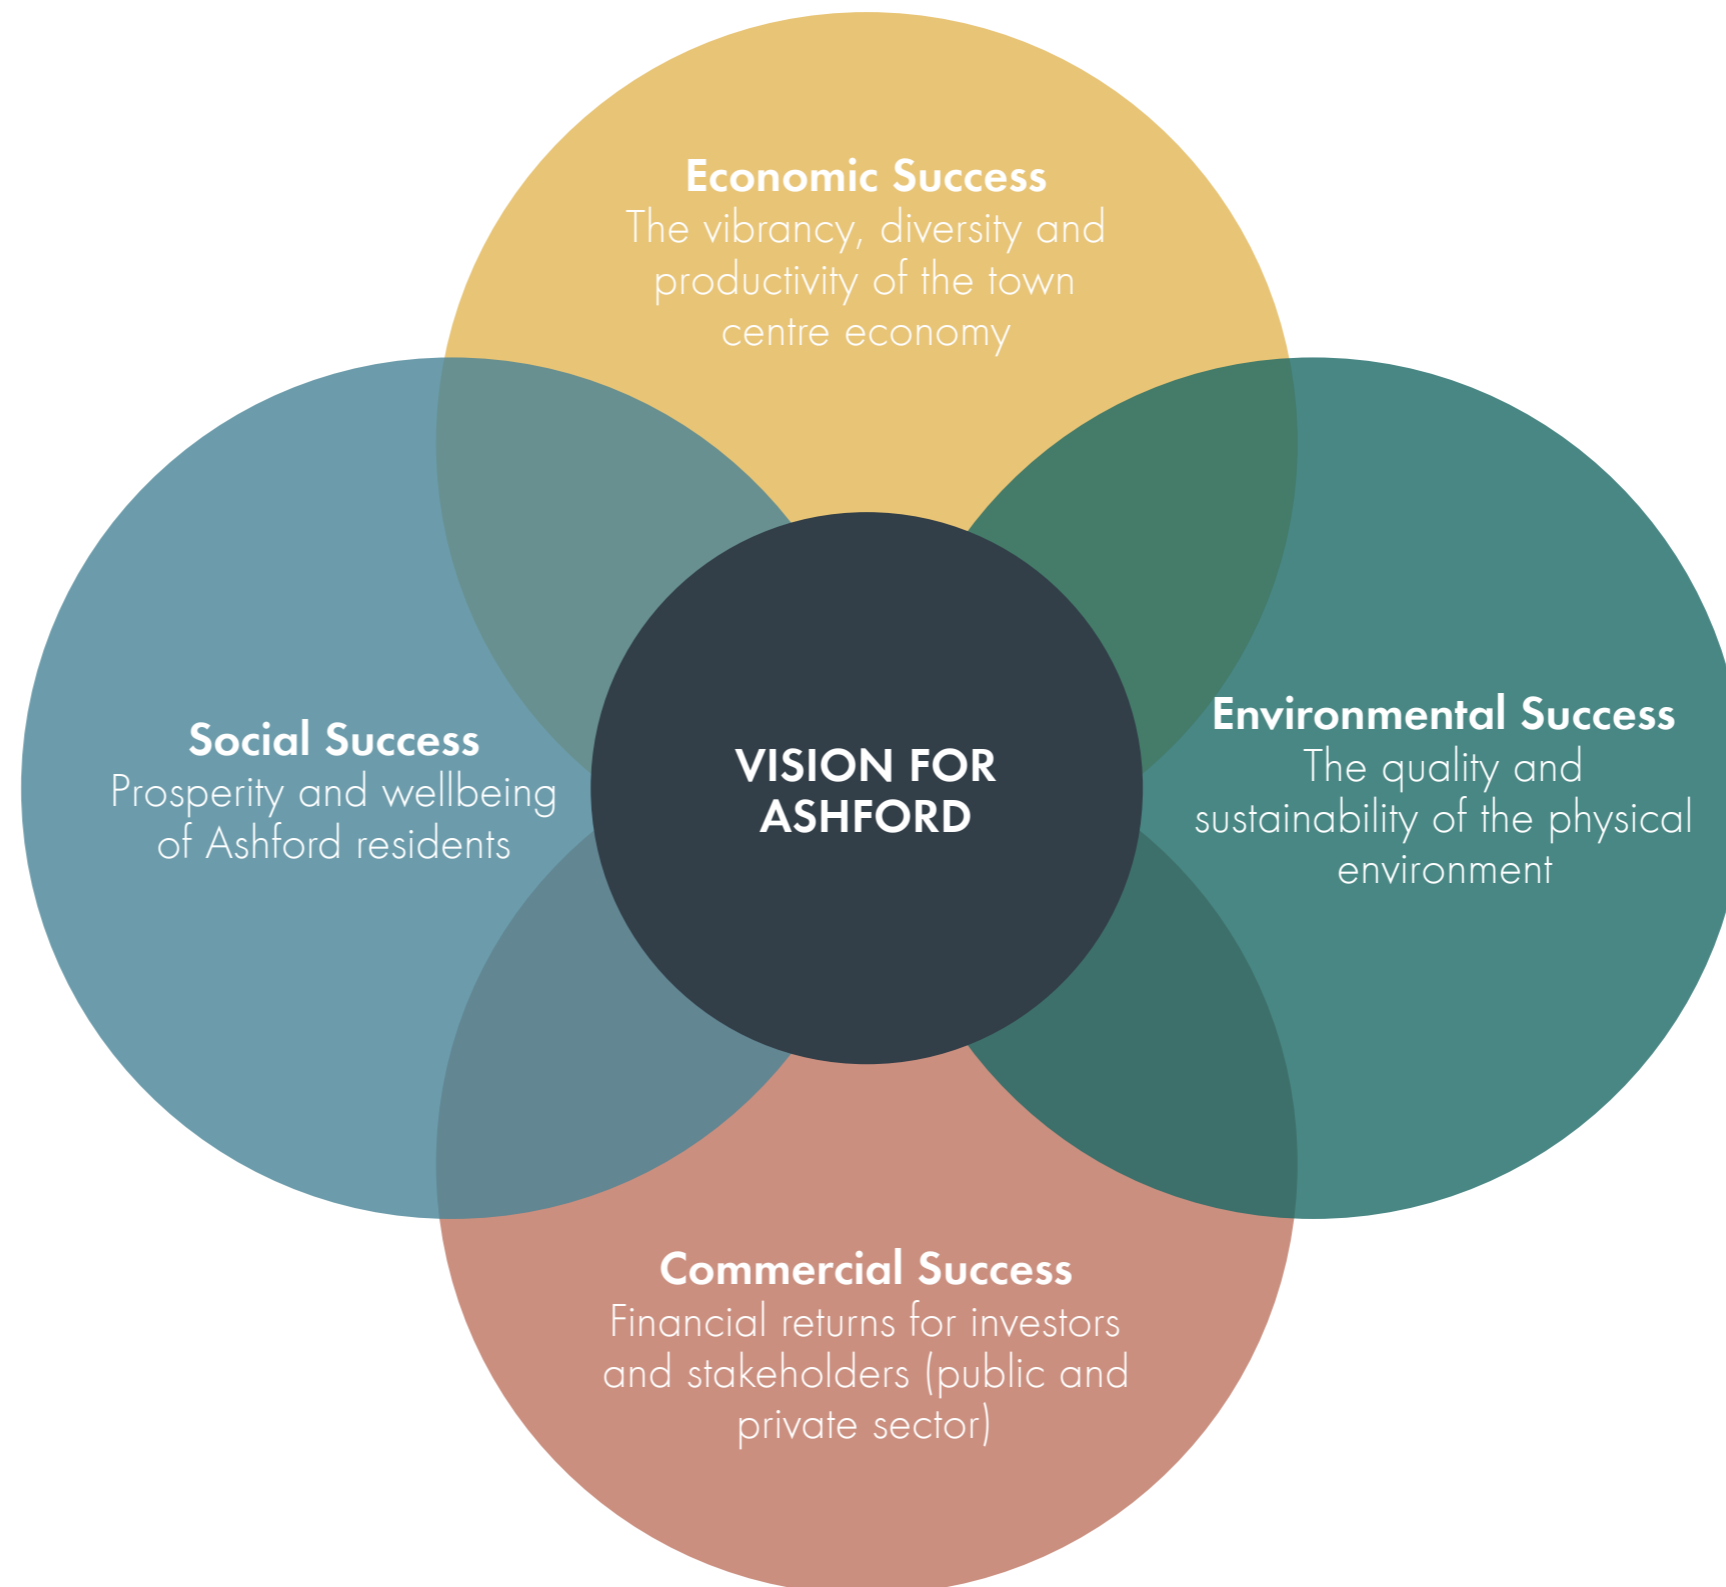 Economic Success
The vibrancy, diversity and
productivity of the town
centre economy
Social Success
Prosperity and wellbeing
of Ashford residents
VISION FOR
ASHFORD
Environmental Success
The quality and
sustainability of the physical
environment
Commercial Success
Financial returns for investors
and stakeholders (public and
private sector)